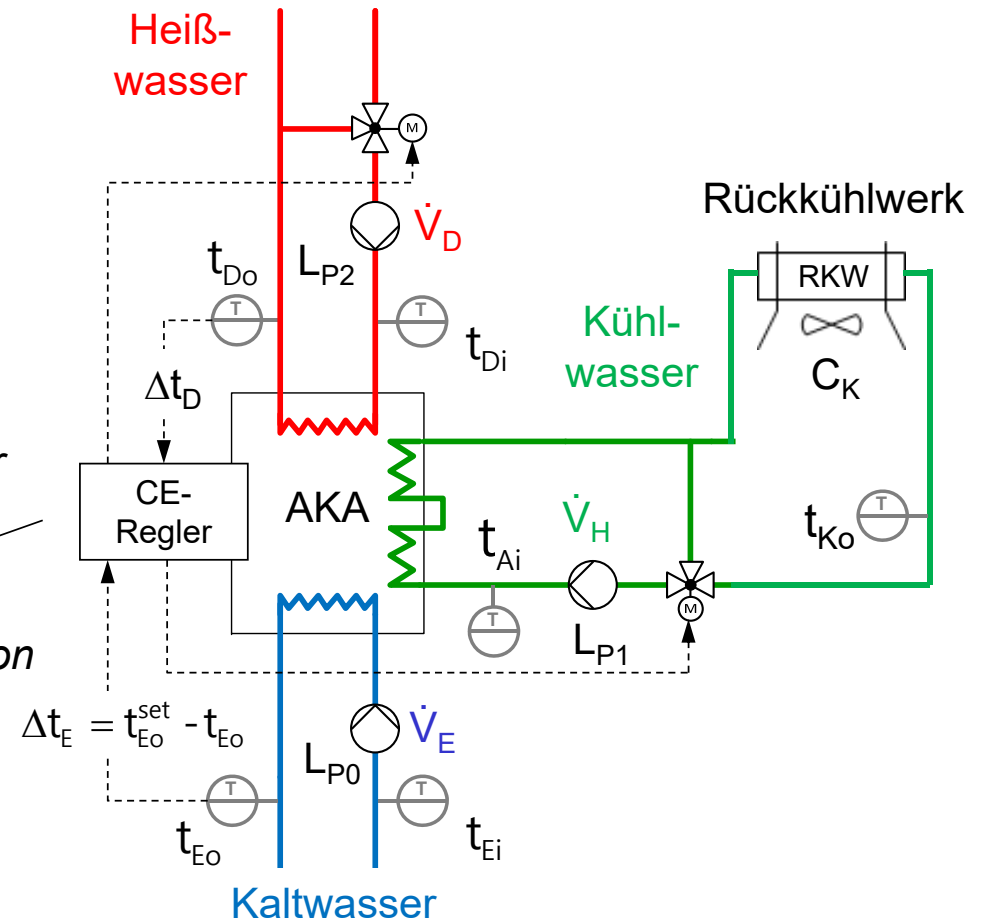 Heiß-
wasser
M
V̇D
LP2
tDo
T
T
tDi
ΔtD
Rückkühlwerk
RKW
CK
Kühl-
wasser
CE-
Regler
AKA
V̇H
tAi
T
LP1
M
tKo
T
on
ΔtE = tEo^set - tEo
V̇E
LP0
T
T
tEo
tEi
Kaltwasser